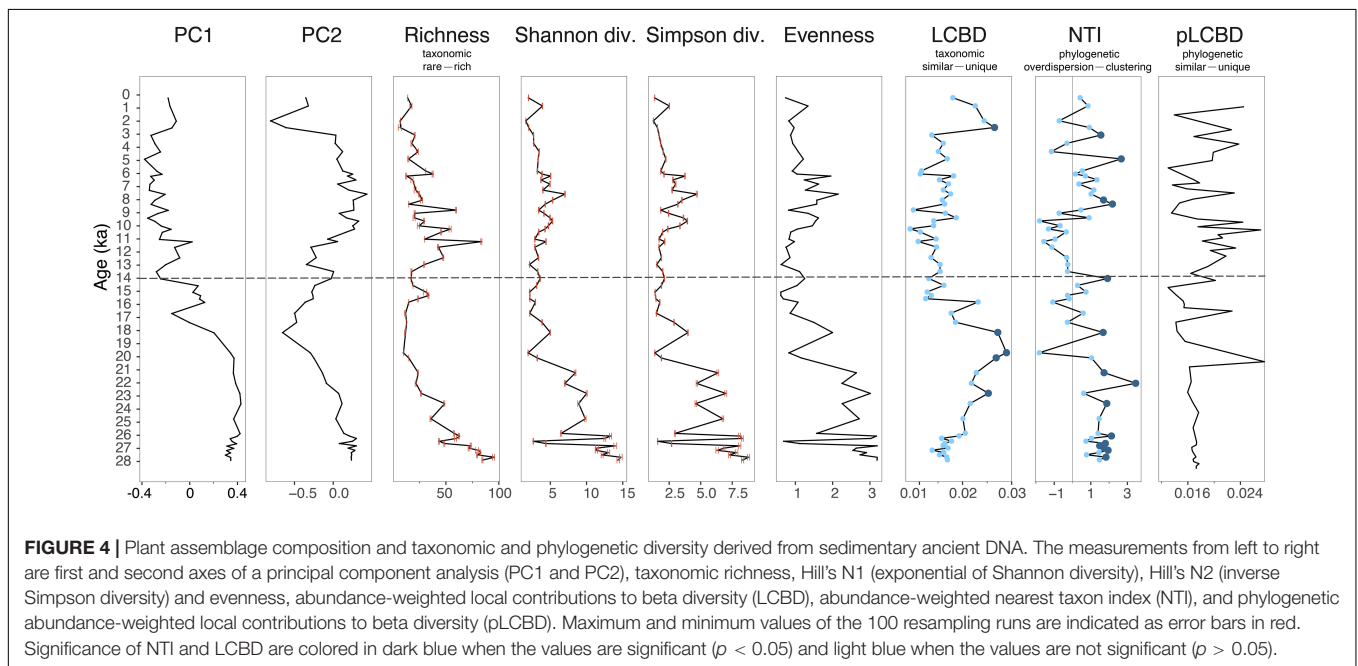 PC1 PC2 Richness Shannon div. Simpson div. Evenness LCBD NTI pLCBD
taxonomic taxonomic phylogenetic phylogenetic
rare—rich similar—unique overdispersion—clustering similar—unique
Age (ka)
0
1
2
3
4
5
6
7
8
9
10
11
12
13
14
15
16
17
18
20
21
22
23
24
25
26
27
28
-0.4 0 0.4 −0.5 0.0 50 100 5 10 15 2.5 5.0 7.5 1 2 3 0.01 0.02 0.03 −1 1 3 0.016 0.024
FIGURE 4 | Plant assemblage composition and taxonomic and phylogenetic diversity derived from sedimentary ancient DNA. The measurements from left to right
are first and second axes of a principal component analysis (PC1 and PC2), taxonomic richness, Hill's N1 (exponential of Shannon diversity), Hill's N2 (inverse
Simpson diversity) and evenness, abundance-weighted local contributions to beta diversity (LCBD), abundance-weighted nearest taxon index (NTI), and phylogenetic
abundance-weighted local contributions to beta diversity (pLCBD). Maximum and minimum values of the 100 resampling runs are indicated as error bars in red.
Significance of NTI and LCBD are colored in dark blue when the values are significant (p < 0.05) and light blue when the values are not significant (p > 0.05).